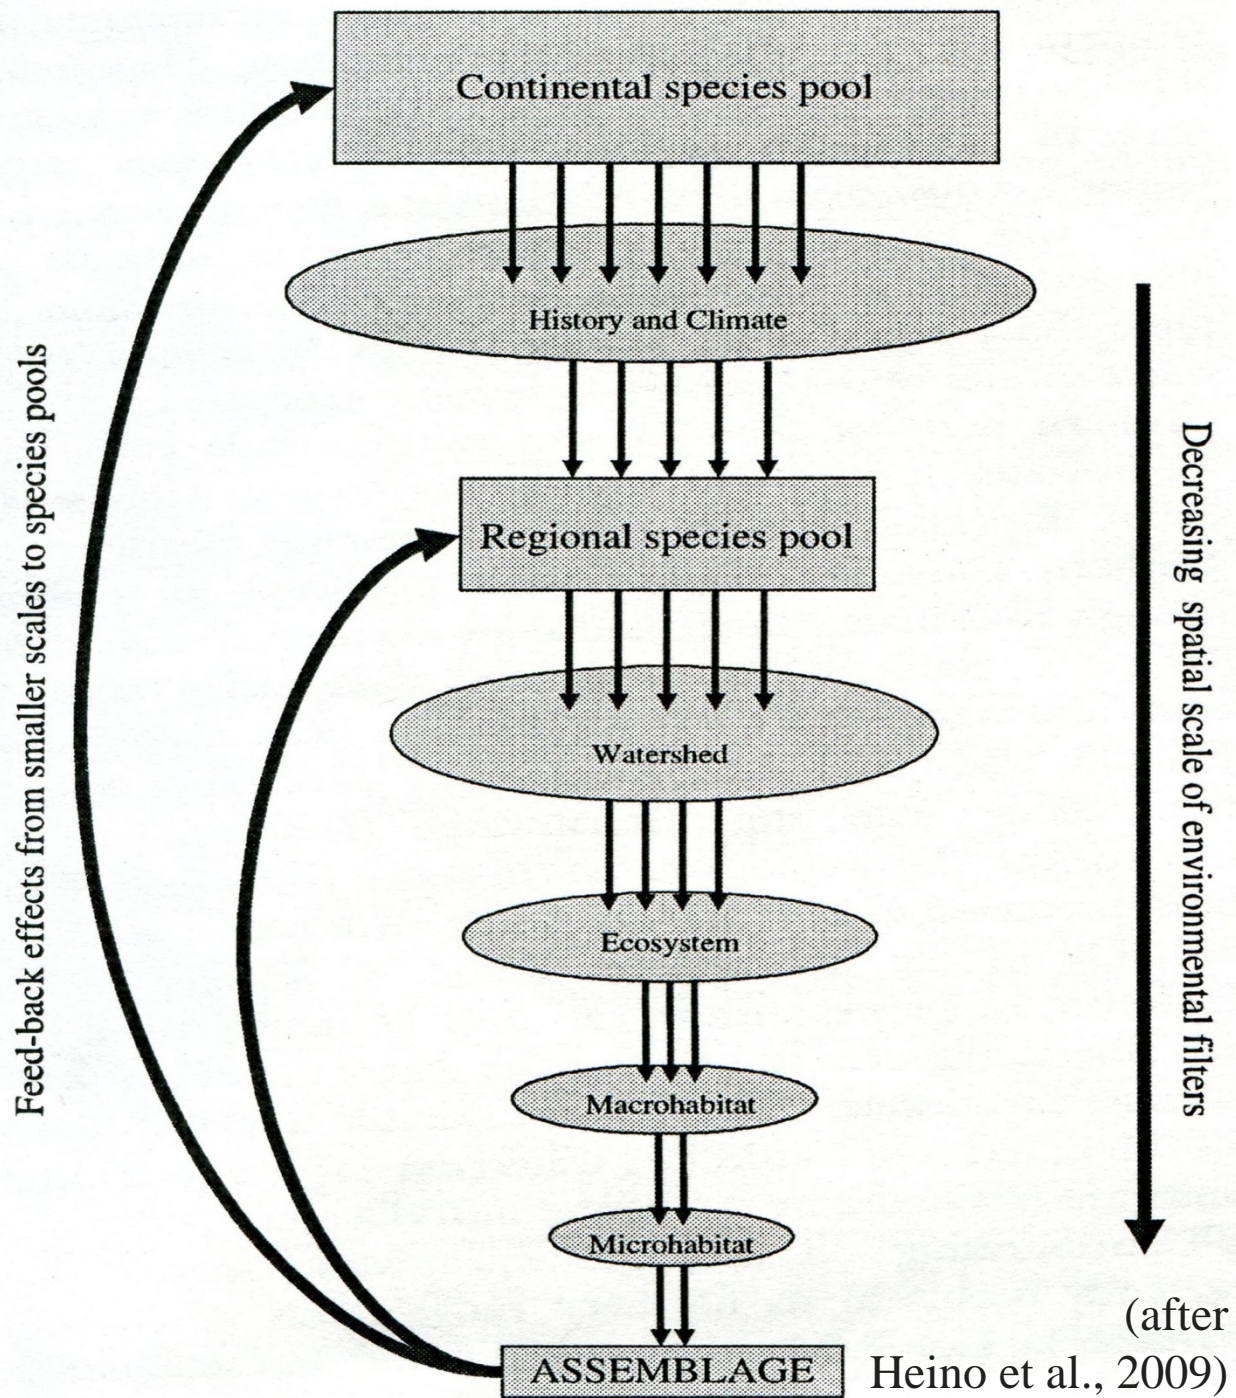 Continental species pool
History and Climate
Regional species pool
Watershed
Ecosystem
Macrohabitat
Microhabitat
ASSEMBLAGE
Feed-back effects from smaller scales to species pools
Decreasing spatial scale of environmental filters
(after
Heino et al., 2009)